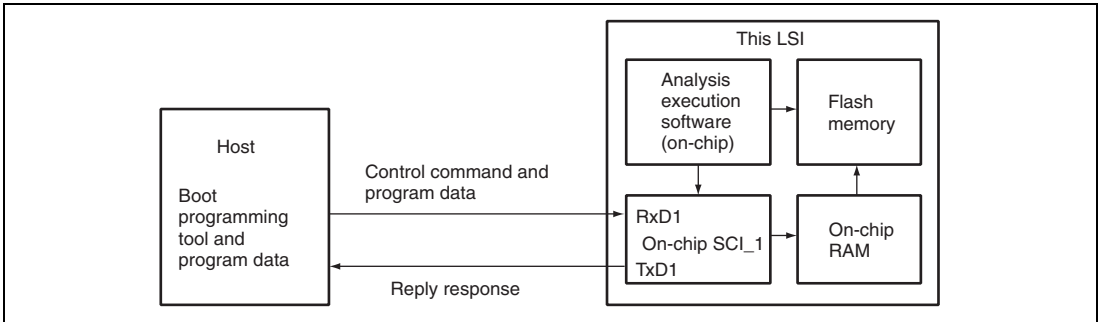 Host
Boot
programming
tool and
program data
Control command and
program data
Reply response
This LSI
Analysis
execution
software
(on-chip)
Flash
memory
RxD1
On-chip SCI_1
TxD1
On-chip
RAM